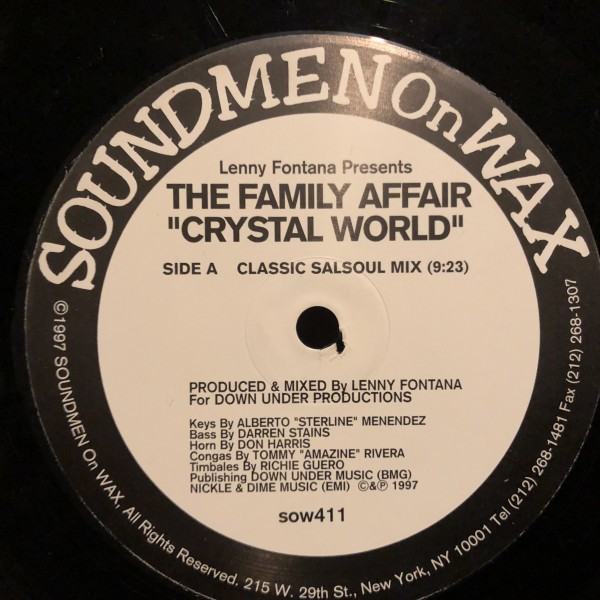 SOUNDMEN On WAX
Lenny Fontana Presents
THE FAMILY AFFAIR
"CRYSTAL WORLD"
SIDE A CLASSIC SALSOUL MIX (9:23)
PRODUCED & MIXED By LENNY FONTANA
For DOWN UNDER PRODUCTIONS
Keys By ALBERTO "STERLINE" MENENDEZ
Bass By DARREN STAINS
Horn By DON HARRIS
Congas By TOMMY "AMAZINE" RIVERA
Timbales By RICHIE GUERO
Publishing DOWN UNDER MUSIC (BMG)
NICKLE & DIME MUSIC (EMI) ©&℗ 1997
sow411
©1997 SOUNDMEN On WAX, All Rights Reserved. 215 W. 29th St., New York, NY 10001 Tel (212) 268-1481 Fax (212) 268-1307